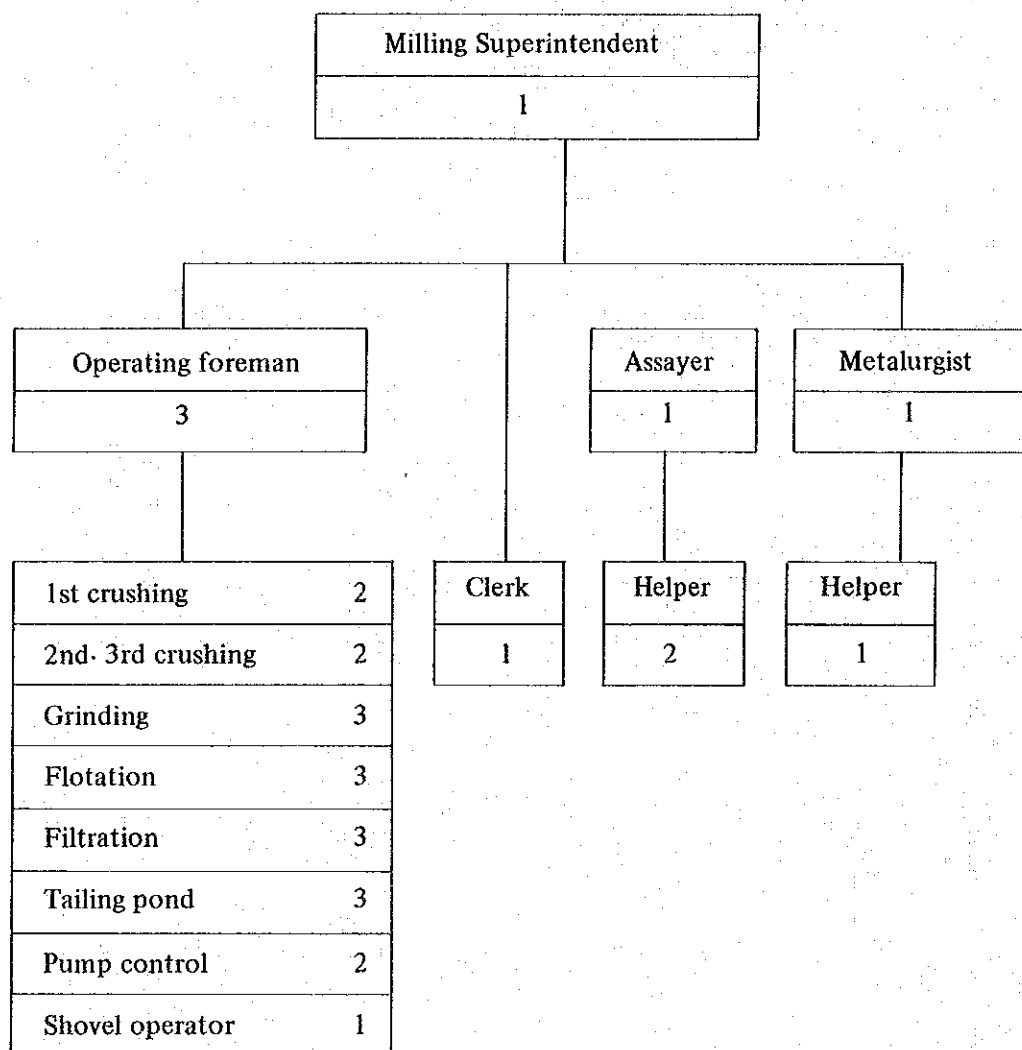 Milling Superintendent
1
Operating foreman
3
Assayer
1
Metalurgist
1
1st crushing 2
2nd· 3rd crushing 2
Grinding 3
Flotation 3
Filtration 3
Tailing pond 3
Pump control 2
Shovel operator 1
Clerk
1
Helper
2
Helper
1